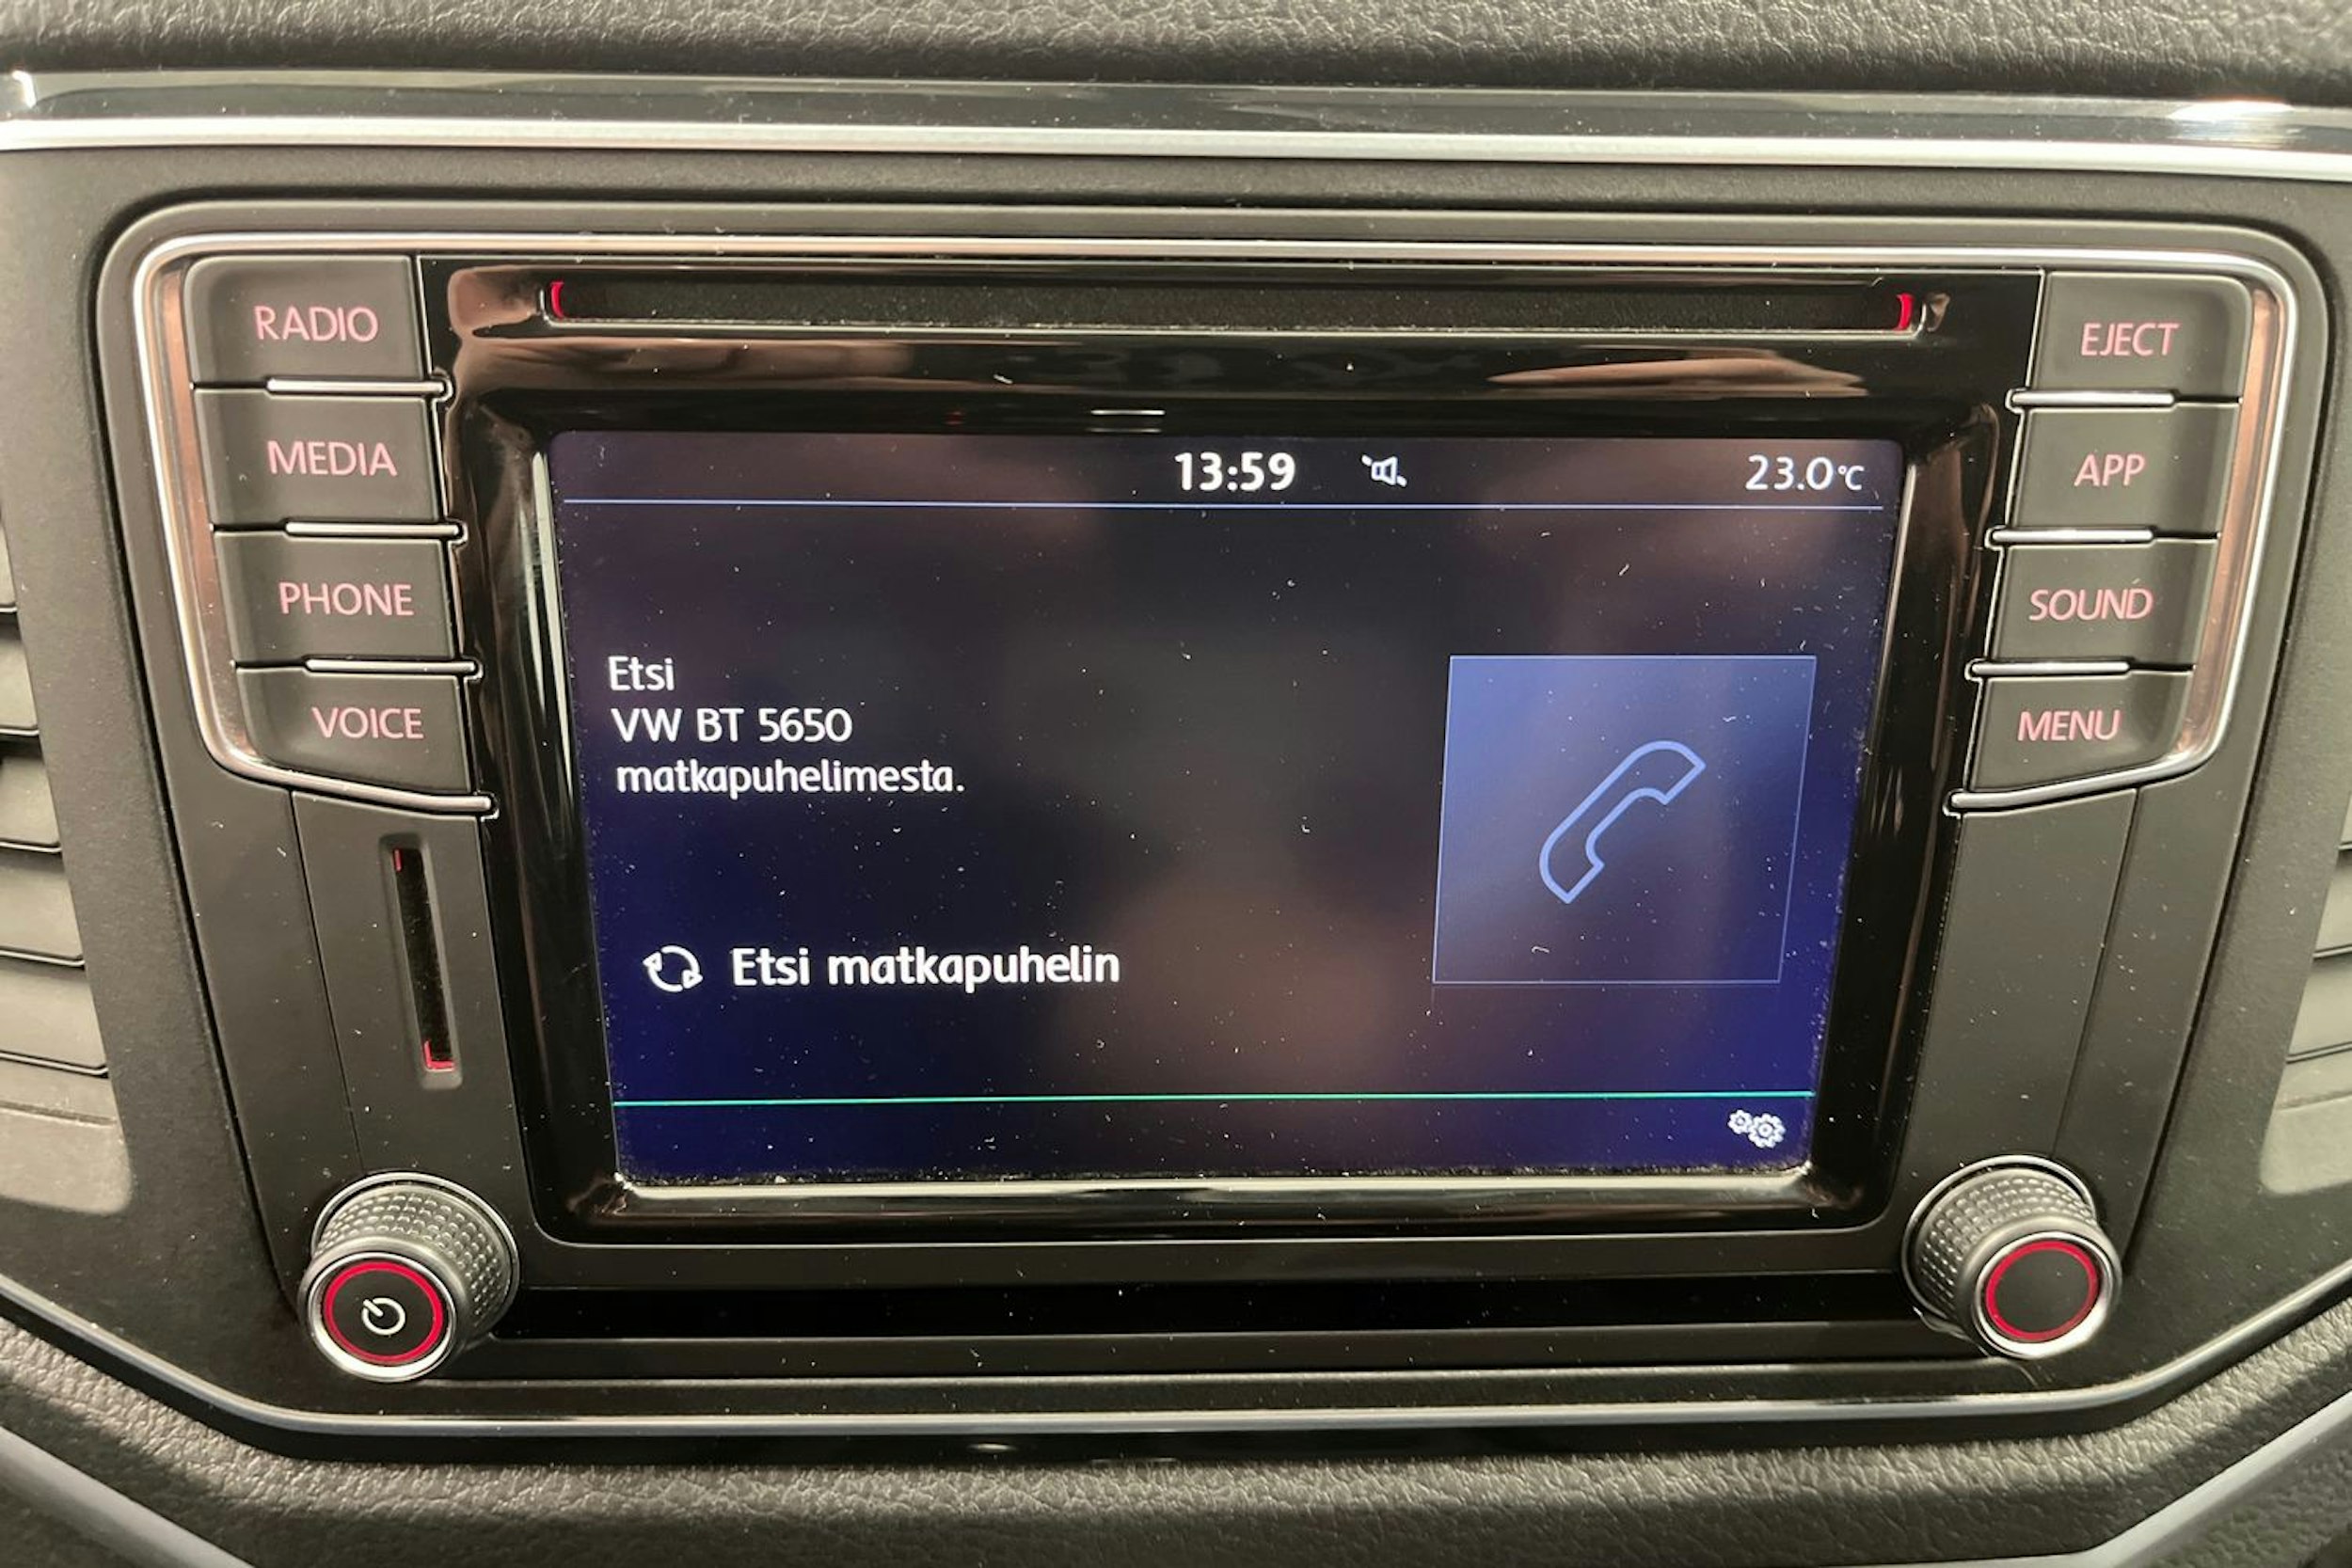 RADIO
MEDIA
PHONE
VOICE
13:59
23.0°C
Etsi
VW BT 5650
matkapuhelimesta.
Etsi matkapuhelin
EJECT
APP
SOUND
MENU